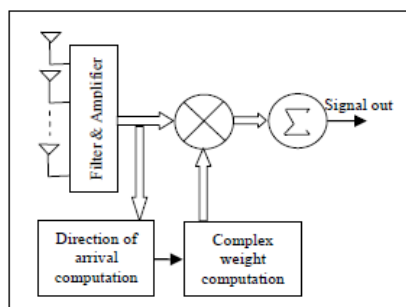 Filter & Amplifier
Σ
Signal out
Direction of
arrival
computation
Complex
weight
computation